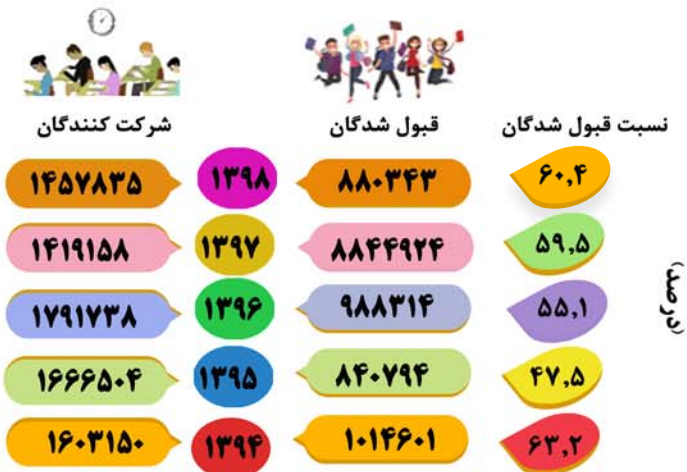 شرکت کنندگان قبول شدگان نسبت قبول شدگان
۱۴۵۷۸۳۵ ۱۳۹۸ ۸۸۰۳۴۳ ۶۰,۴
۱۴۱۹۱۵۸ ۱۳۹۷ ۸۸۴۴۹۲۴ ۵۹,۵
۱۷۹۱۷۳۸ ۱۳۹۶ ۹۸۸۳۱۴ ۵۵,۱
۱۶۶۶۵۰۴ ۱۳۹۵ ۸۴۰۷۹۴ ۴۷,۵
۱۶۰۳۱۵۰ ۱۳۹۴ ۱۰۱۴۶۰۱ ۶۳,۲
(درصد)